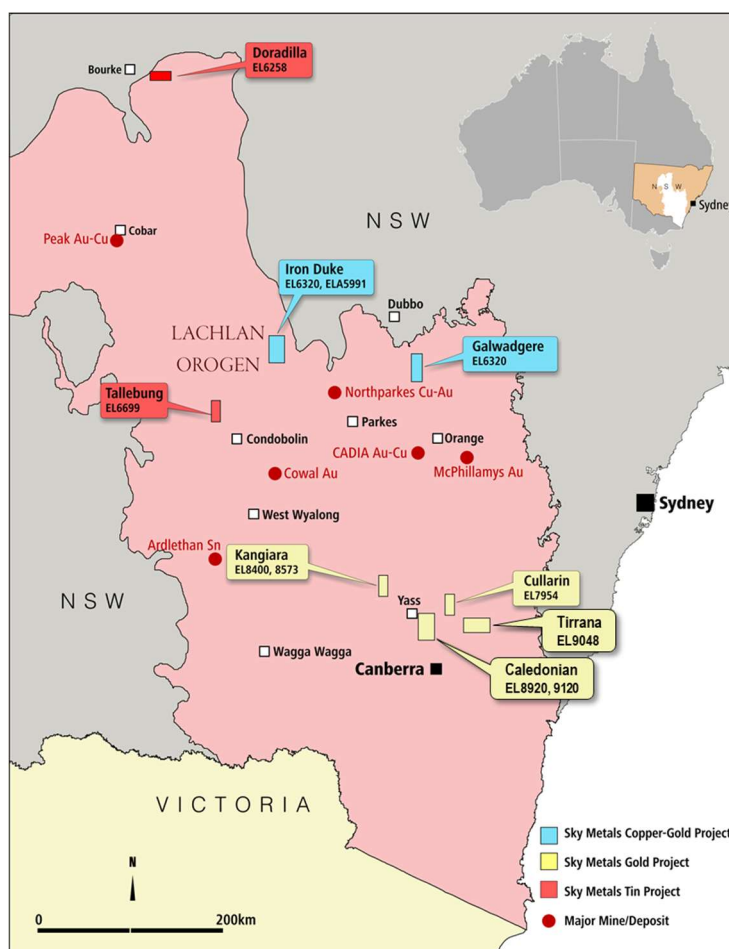 Doradilla
EL6258
Bourke
N S W
Sydney
NSW
Cobar
Peak Au-Cu
Iron Duke
EL6320, ELA5991
Dubbo
LACHLAN
OROGEN
Galwadgere
EL6320
Tallebung
EL6699
Northparkes Cu-Au
Parkes
Condobolin
Orange
CADIA Au-Cu
McPhillamys Au
Cowal Au
Sydney
West Wyalong
Ardlethan Sn
Kangiara
EL8400, 8573
Cullarin
EL7954
NSW
Yass
Tirrana
EL9048
Wagga Wagga
Canberra
Caledonian
EL8920, 9120
VICTORIA
Sky Metals Copper-Gold Project
Sky Metals Gold Project
Sky Metals Tin Project
Major Mine/Deposit
N
0
200km